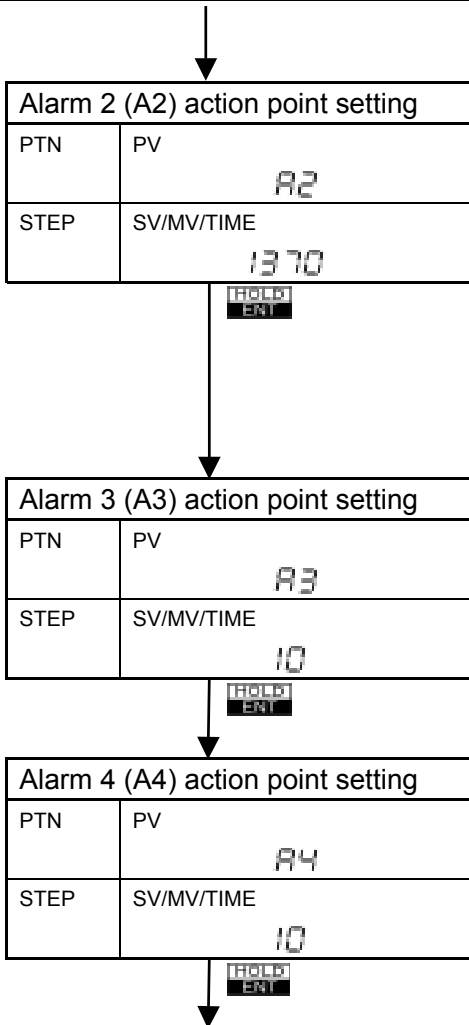 Alarm 2 (A2) action point setting
PTN PV
A2
STEP SV/MV/TIME
1370
HOLD
ENT
Alarm 3 (A3) action point setting
PTN PV
A3
STEP SV/MV/TIME
10
HOLD
ENT
Alarm 4 (A4) action point setting
PTN PV
A4
STEP SV/MV/TIME
10
HOLD
ENT